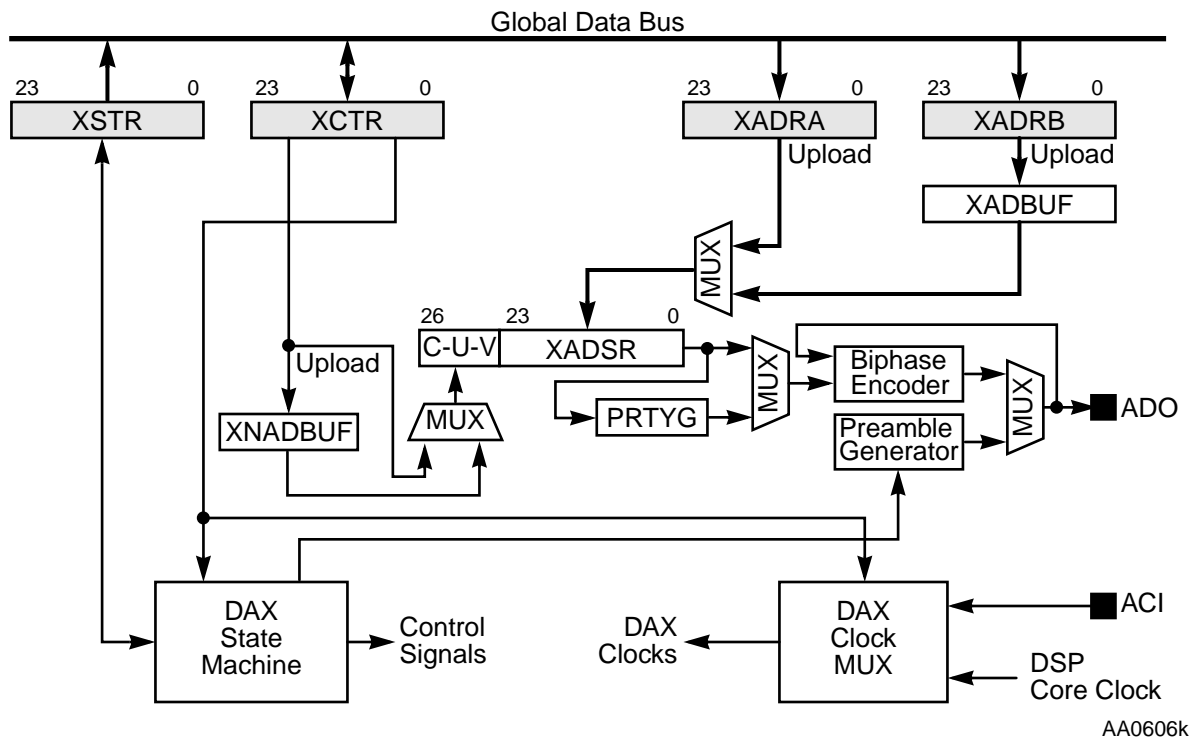 Global Data Bus
23 0
XSTR
23 0
XCTR
23 0
XADRA
Upload
23 0
XADRB
Upload
XADBUF
MUX
26 23 0
C-U-V XADSR
Upload
MUX
XNADBUF
PRTYG
MUX
Biphase
Encoder
Preamble
Generator
MUX
ADO
DAX
State
Machine
Control
Signals
DAX
Clocks
DAX
Clock
MUX
ACI
DSP
Core Clock
AA0606k